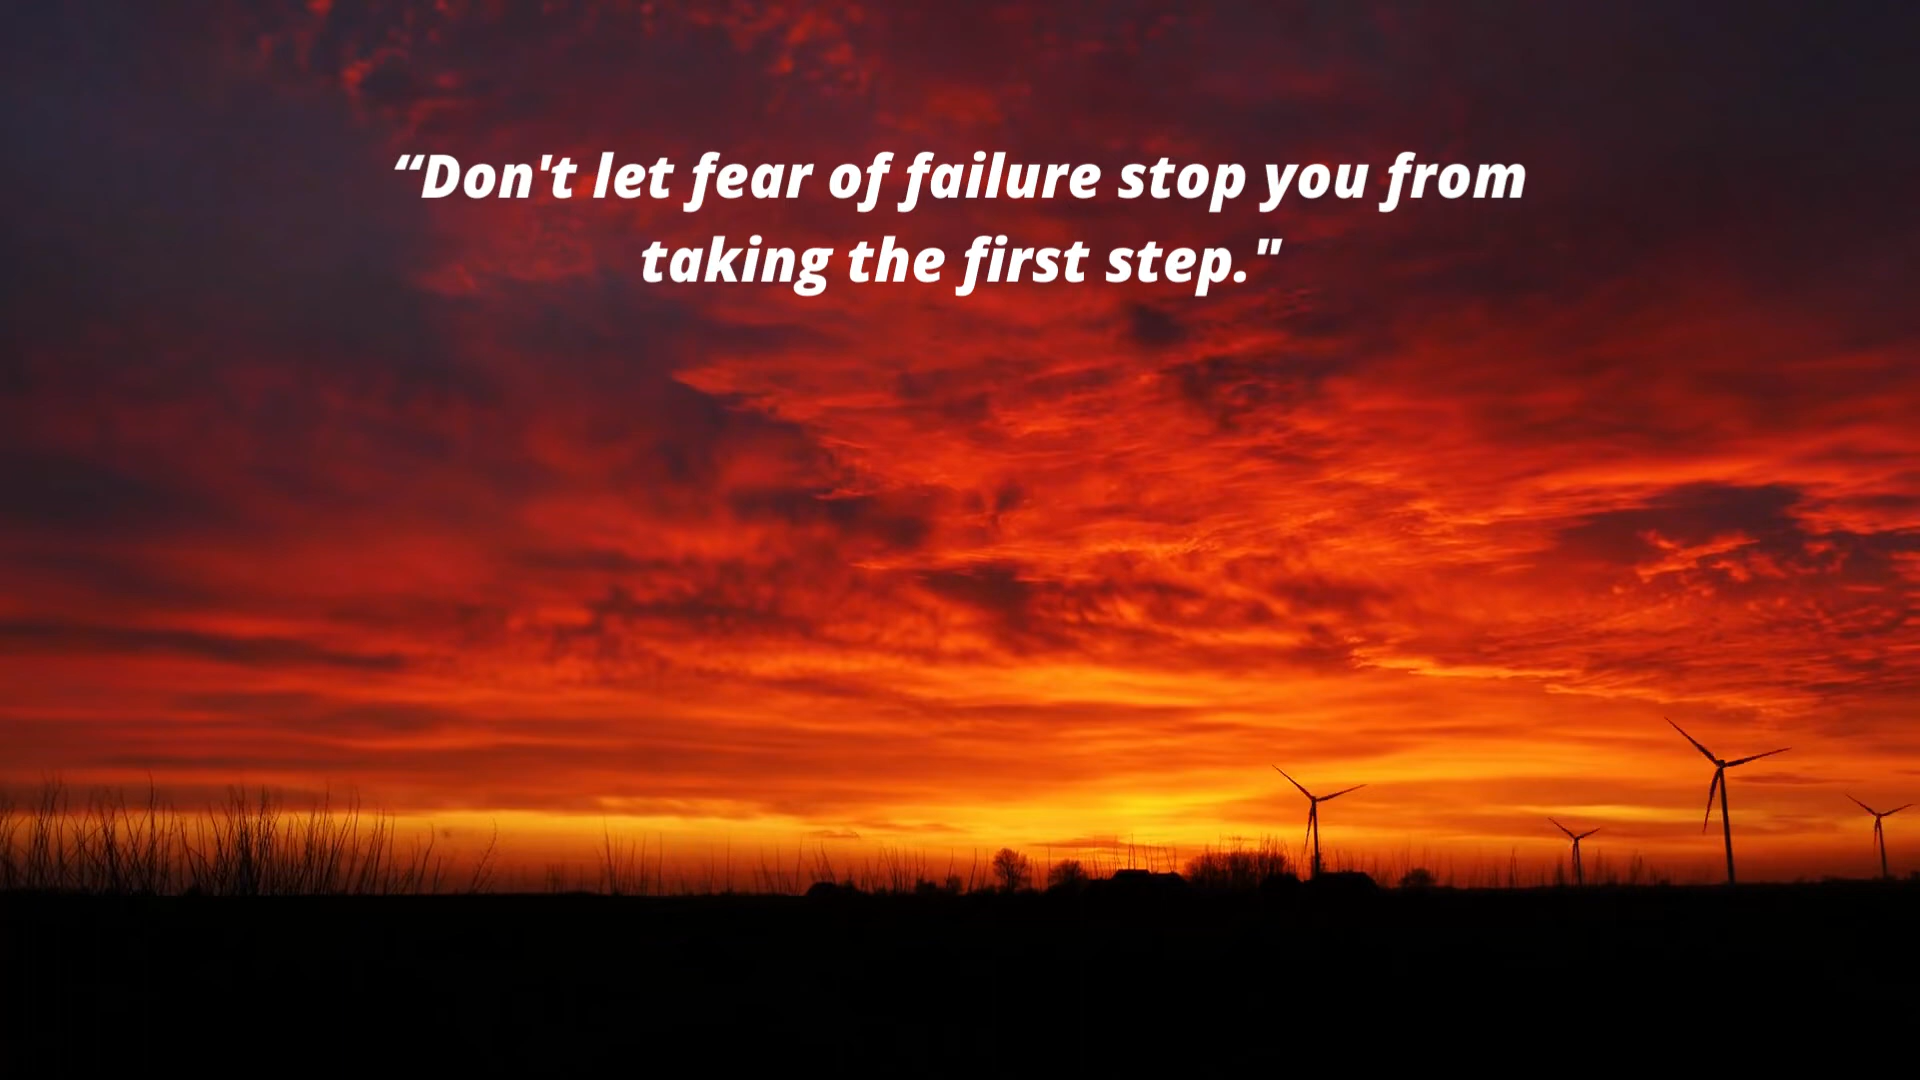 “Don't let fear of failure stop you from
taking the first step."